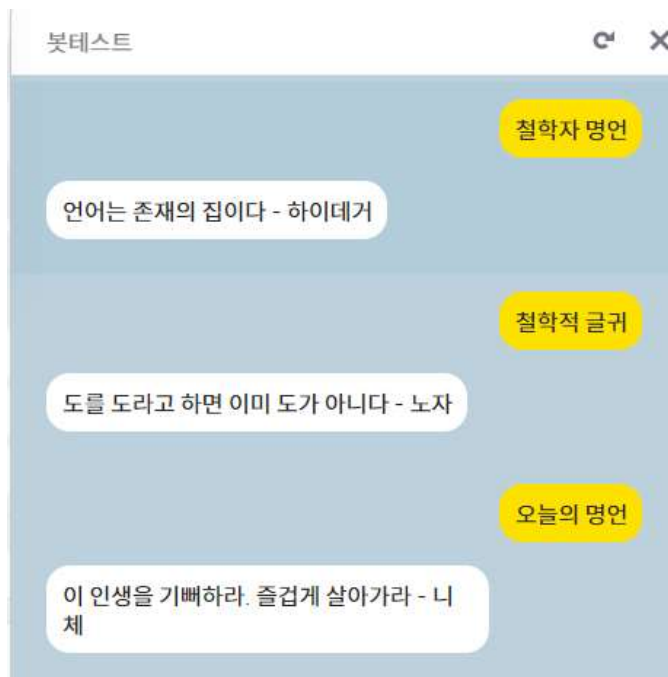 봇테스트
철학자 명언
언어는 존재의 집이다 - 하이데거
철학적 글귀
도를 도라고 하면 이미 도가 아니다 - 노자
오늘의 명언
이 인생을 기뻐하라. 즐겁게 살아가라 - 니
체